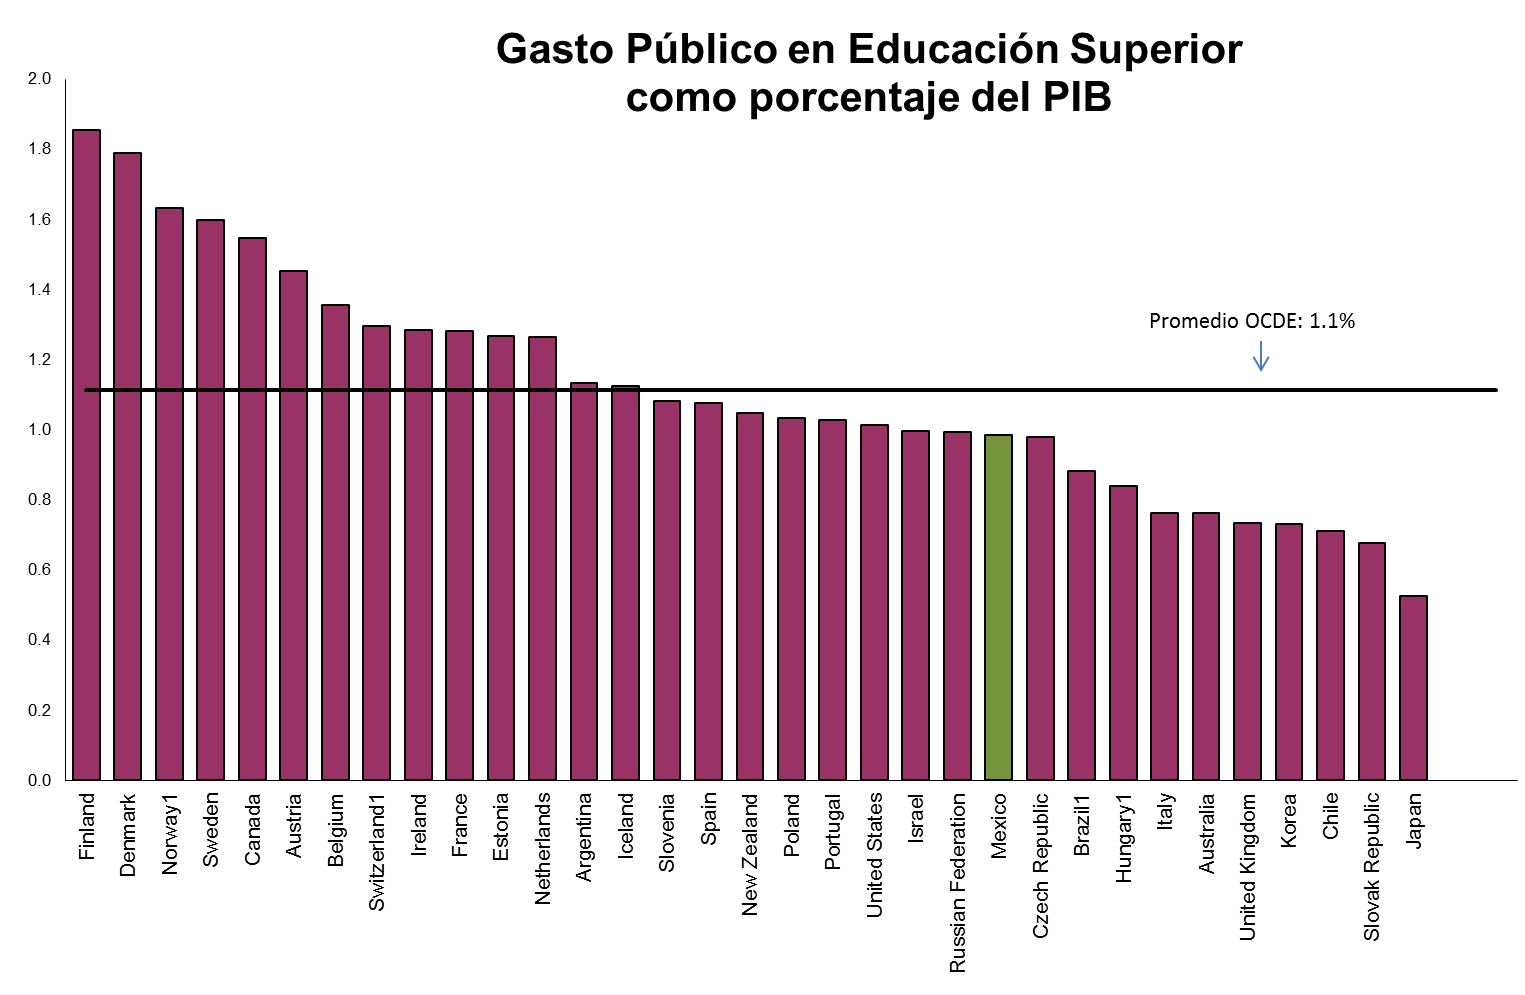 Gasto Público en Educación Superior
como porcentaje del PIB
2.0
1.8
1.6
1.4
1.2
1.0
0.8
0.6
0.4
0.2
0.0
Promedio OCDE: 1.1%
Finland
Denmark
Norway1
Sweden
Canada
Austria
Belgium
Switzerland1
Ireland
France
Estonia
Netherlands
Argentina
Iceland
Slovenia
Spain
New Zealand
Poland
Portugal
United States
Israel
Russian Federation
Mexico
Czech Republic
Brazil1
Hungary1
Italy
Australia
United Kingdom
Korea
Chile
Slovak Republic
Japan